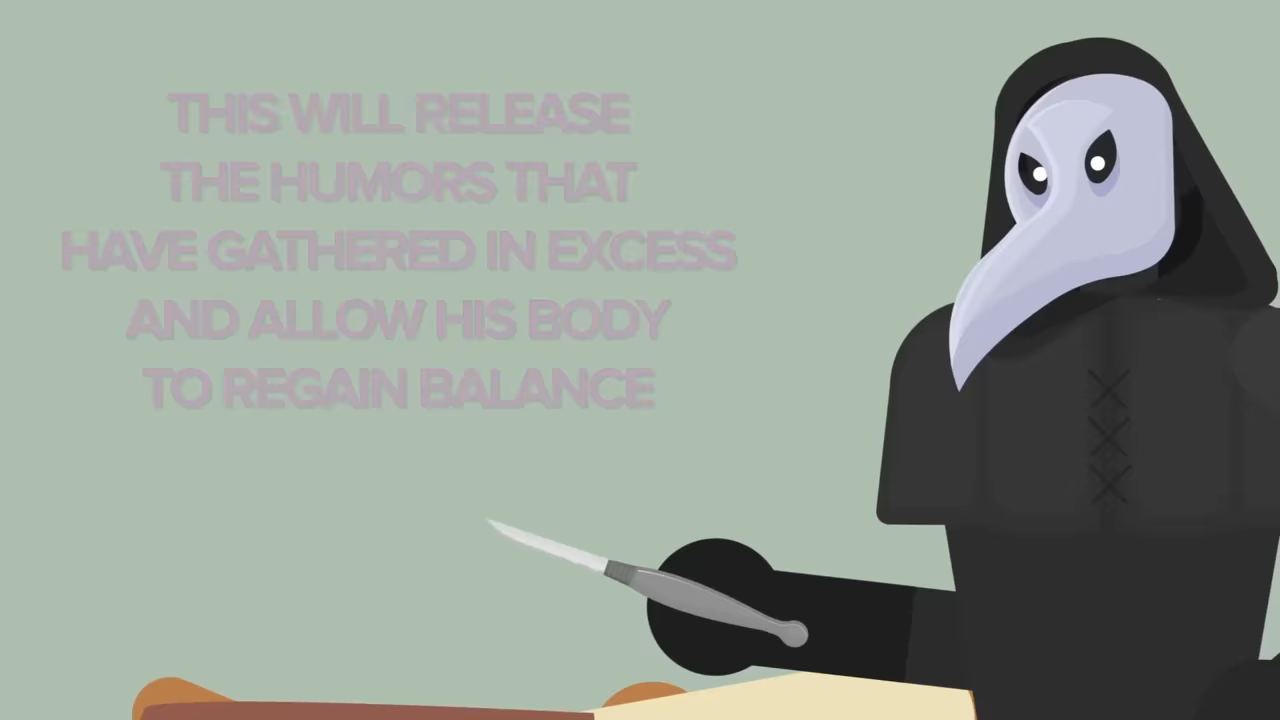 THIS WILL RELEASE
THE HUMORS THAT
HAVE GATHERED IN EXCESS
AND ALLOW HIS BODY
TO REGAIN BALANCE